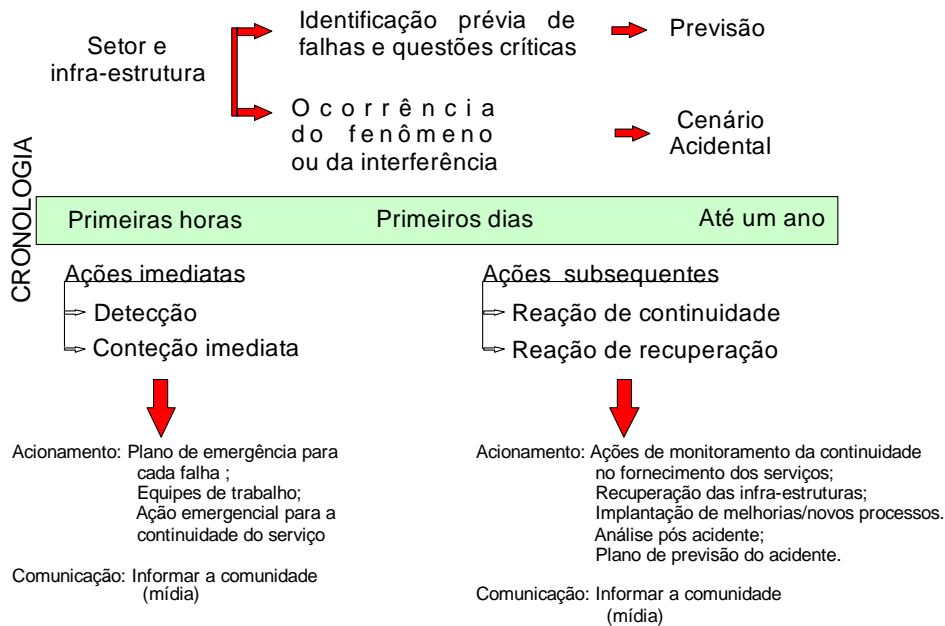 Setor e
infra-estrutura
Identificação prévia de
falhas e questões críticas
Previsão
Ocorrência
do fenômeno
ou da interferência
Cenário
Acidental
CRONOLOGIA
Primeiras horas
Primeiros dias
Até um ano
Ações imediatas
Detecção
Conteção imediata
Ações subsequentes
Reação de continuidade
Reação de recuperação
Acionamento: Plano de emergência para
cada falha ;
Equipes de trabalho;
Ação emergencial para a
continuidade do serviço
Comunicação: Informar a comunidade
(mídia)
Acionamento: Ações de monitoramento da continuidade
no fornecimento dos serviços;
Recuperação das infra-estruturas;
Implantação de melhorias/novos processos.
Análise pós acidente;
Plano de previsão do acidente.
Comunicação: Informar a comunidade
(mídia)